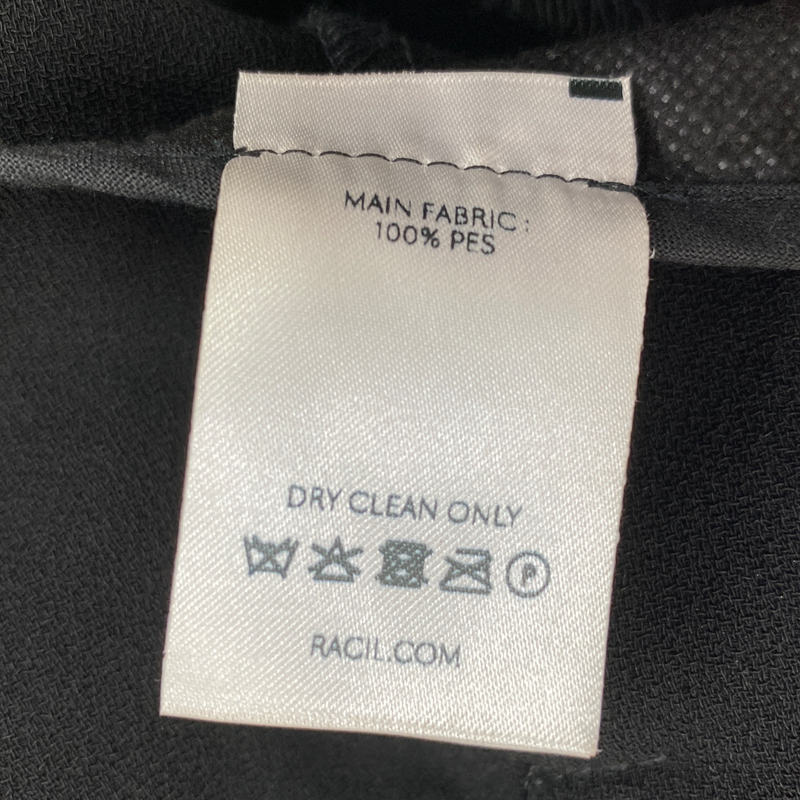 MAIN FABRIC :
100% PES
DRY CLEAN ONLY
P
RACIL.COM